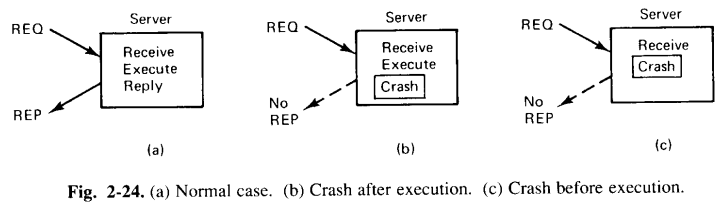 Server
REQ
Receive
Execute
Reply
REP
(a)
Server
REQ
Receive
Execute
Crash
No
REP
(b)
Server
REQ
Receive
Crash
No
REP
(c)
Fig. 2-24. (a) Normal case. (b) Crash after execution. (c) Crash before execution.